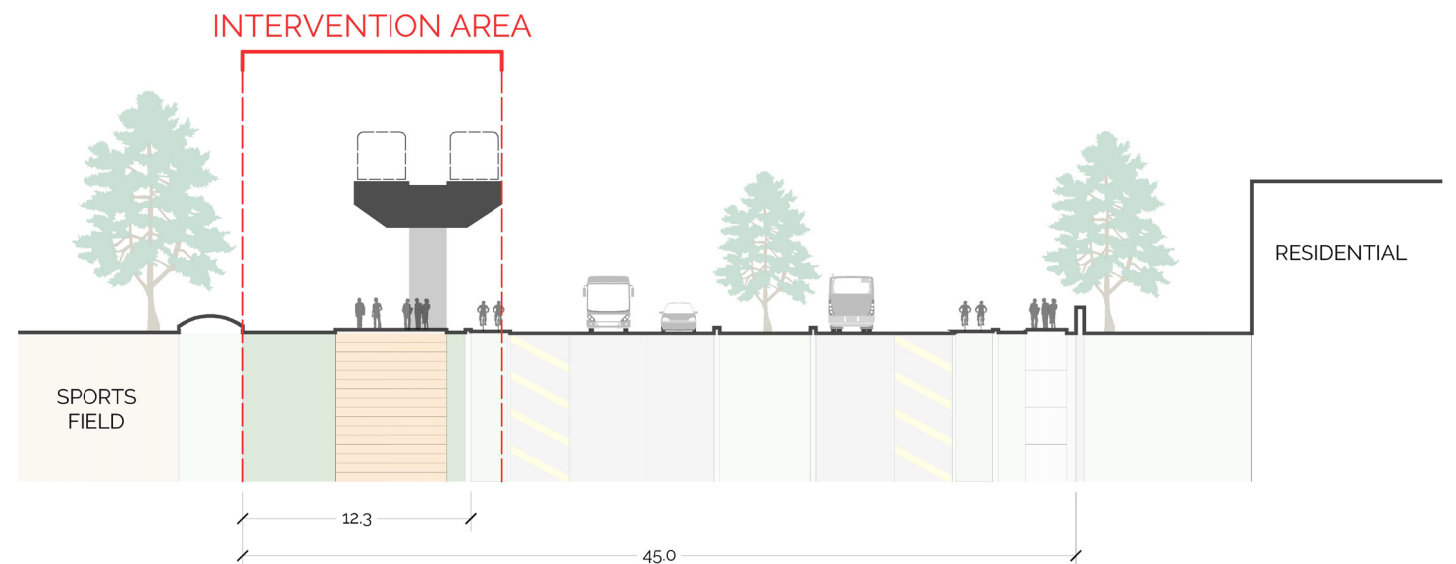 INTERVENTION AREA
RESIDENTIAL
SPORTS
FIELD
12.3
45.0